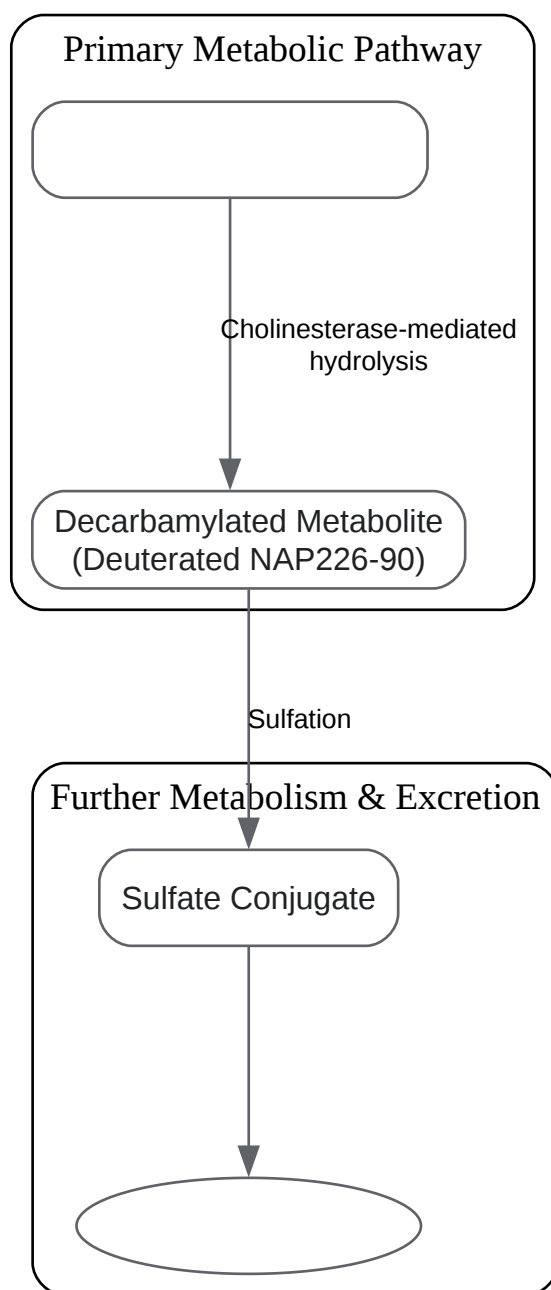 Primary Metabolic Pathway
Cholinesterase-mediated
hydrolysis
Decarbamylated Metabolite
(Deuterated NAP226-90)
Sulfation
Further Metabolism & Excretion
Sulfate Conjugate